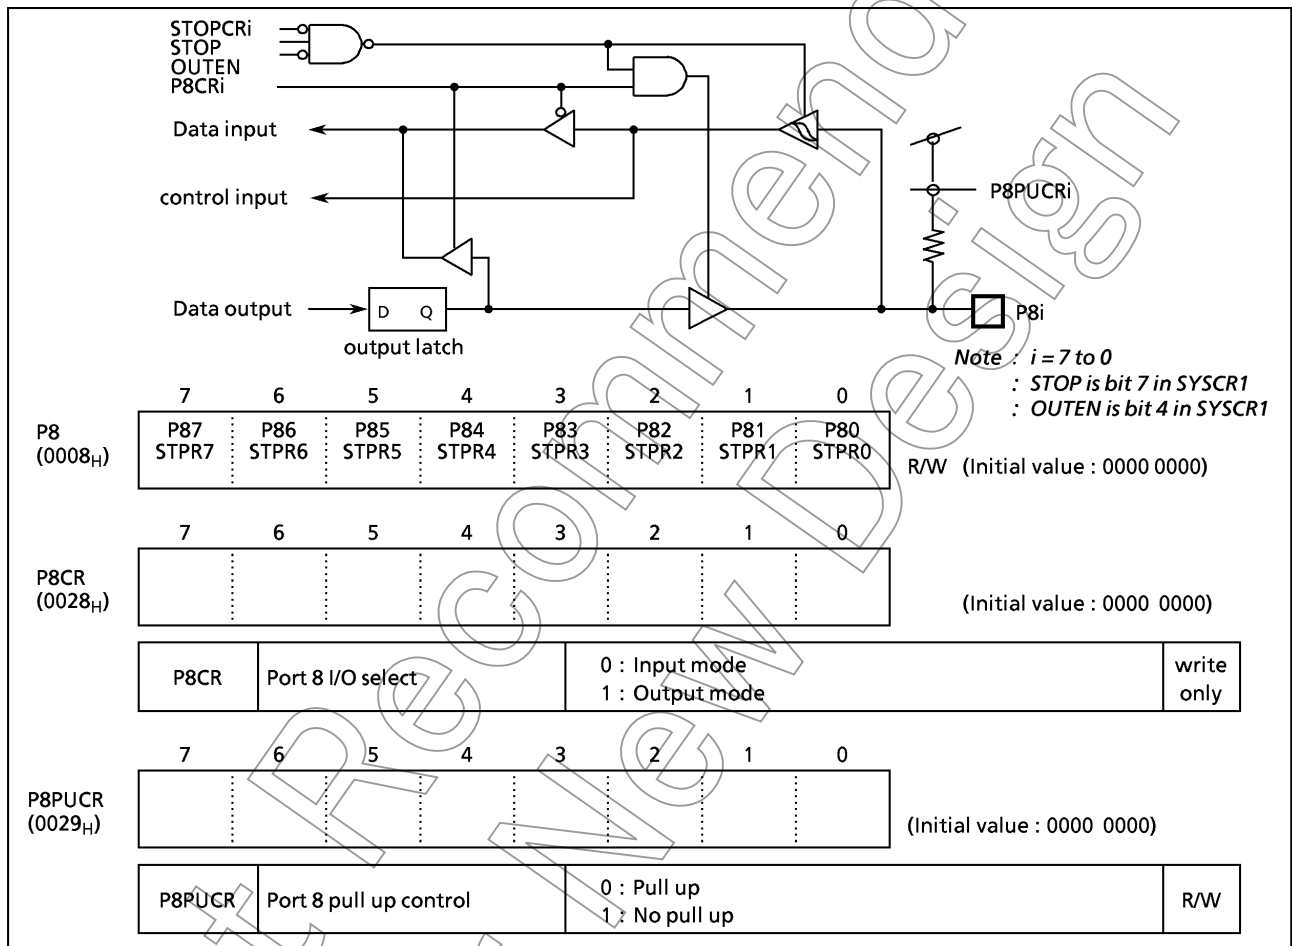 STOPCRi
STOP
OUTEN
P8CRi
Data input
control input
P8PUCRi
Data output
D Q
P8i
output latch
Note : i = 7 to 0
: STOP is bit 7 in SYSCR1
: OUTEN is bit 4 in SYSCR1
7 6 5 4 3 2 1 0
P8 (0008H)
P87 P86 P85 P84 P83 P82 P81 P80
STPR7 STPR6 STPR5 STPR4 STPR3 STPR2 STPR1 STPR0
R/W (Initial value : 0000 0000)
7 6 5 4 3 2 1 0
P8CR
(0028H)
(Initial value : 0000 0000)
P8CR Port 8 I/O select
0 : Input mode
1 : Output mode
write
only
7 6 5 4 3 2 1 0
P8PUCR
(0029H)
(Initial value : 0000 0000)
P8PUCR Port 8 pull up control
0 : Pull up
1 : No pull up
R/W
t Recommend
New Design